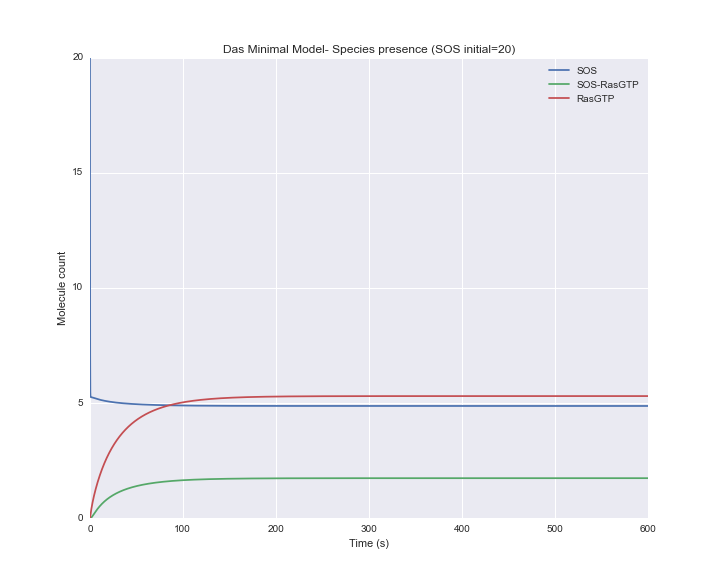 Das Minimal Model- Species presence (SOS initial=20)
SOS
SOS-RasGTP
RasGTP
Molecule count
20
15
10
5
0
0 100 200 300 400 500 600
Time (s)